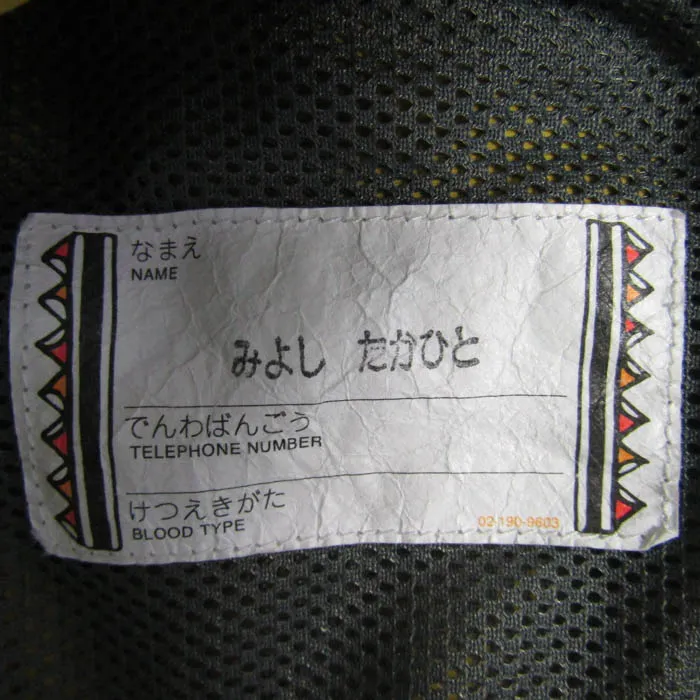 なまえ
NAME
みよし たかひと
でんわばんごう
TELEPHONE NUMBER
けつえきがた
BLOOD TYPE
02-190-9603